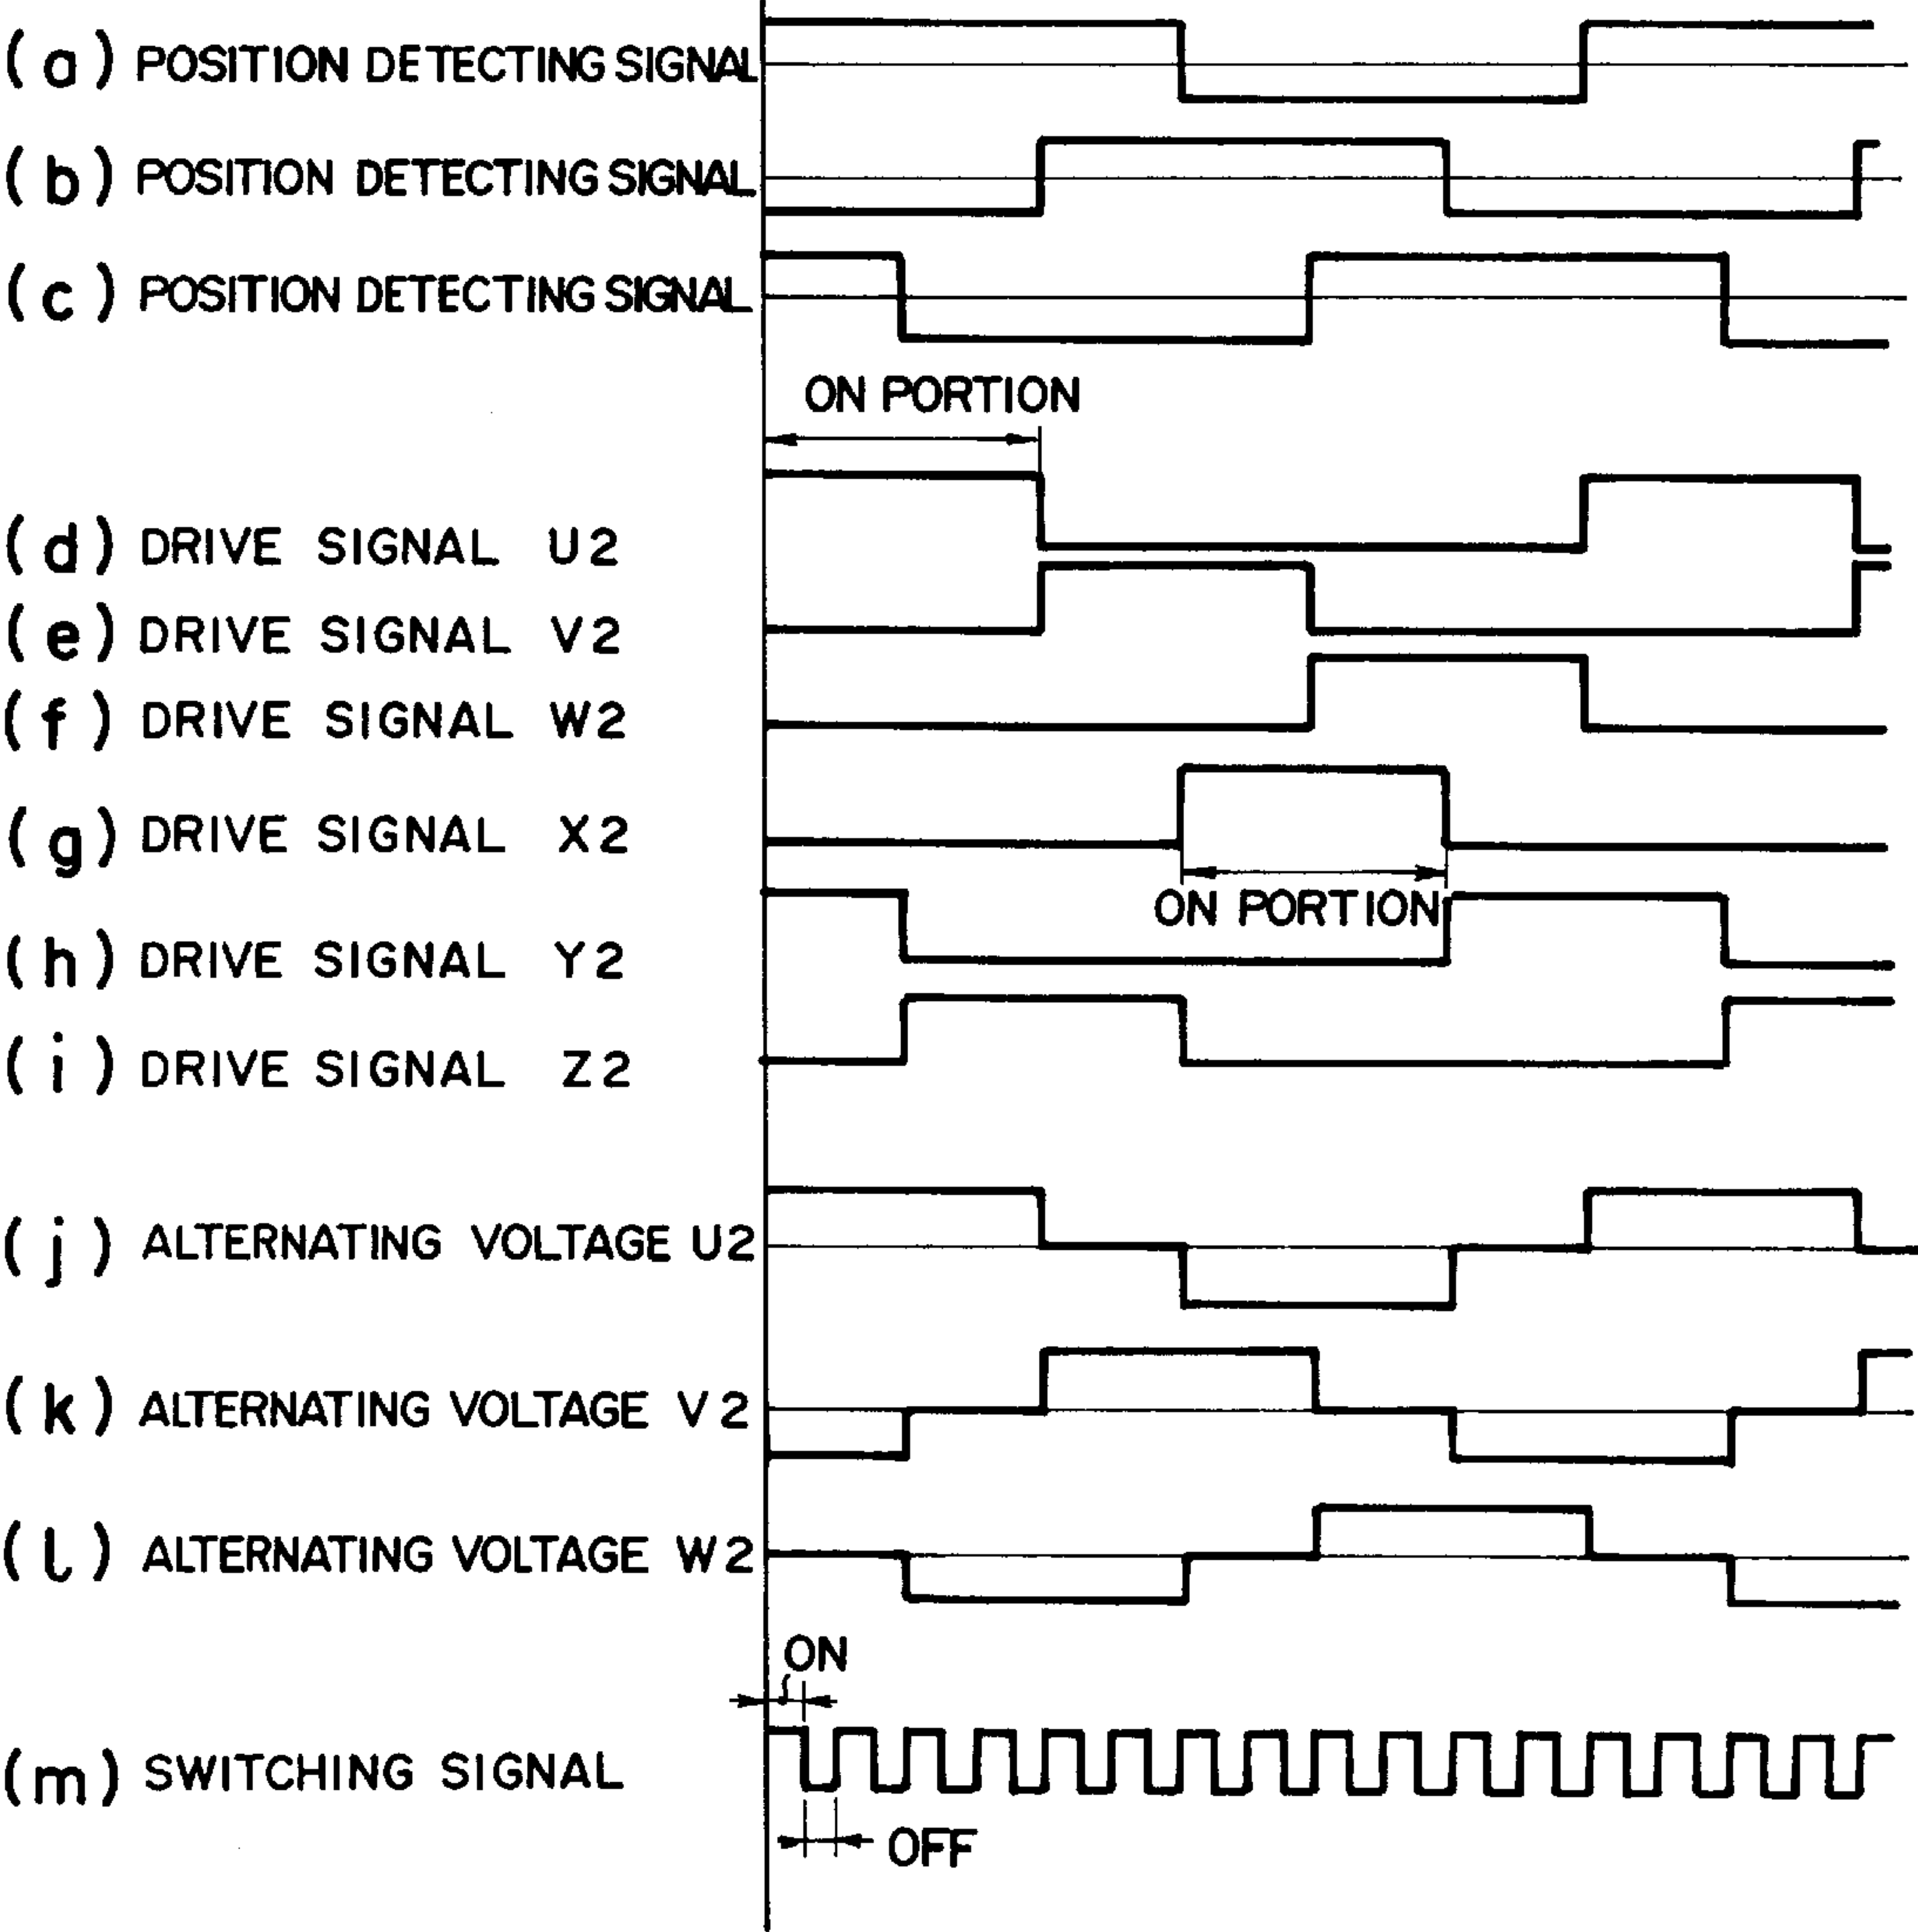 (a) POSITION DETECTING SIGNAL
(b) POSITION DETECTING SIGNAL
(c) POSITION DETECTING SIGNAL
ON PORTION
(d) DRIVE SIGNAL U2
(e) DRIVE SIGNAL V2
(f) DRIVE SIGNAL W2
(g) DRIVE SIGNAL X2
ON PORTION
(h) DRIVE SIGNAL Y2
(i) DRIVE SIGNAL Z2
(j) ALTERNATING VOLTAGE U2
(k) ALTERNATING VOLTAGE V2
(l) ALTERNATING VOLTAGE W2
ON
(m) SWITCHING SIGNAL
OFF